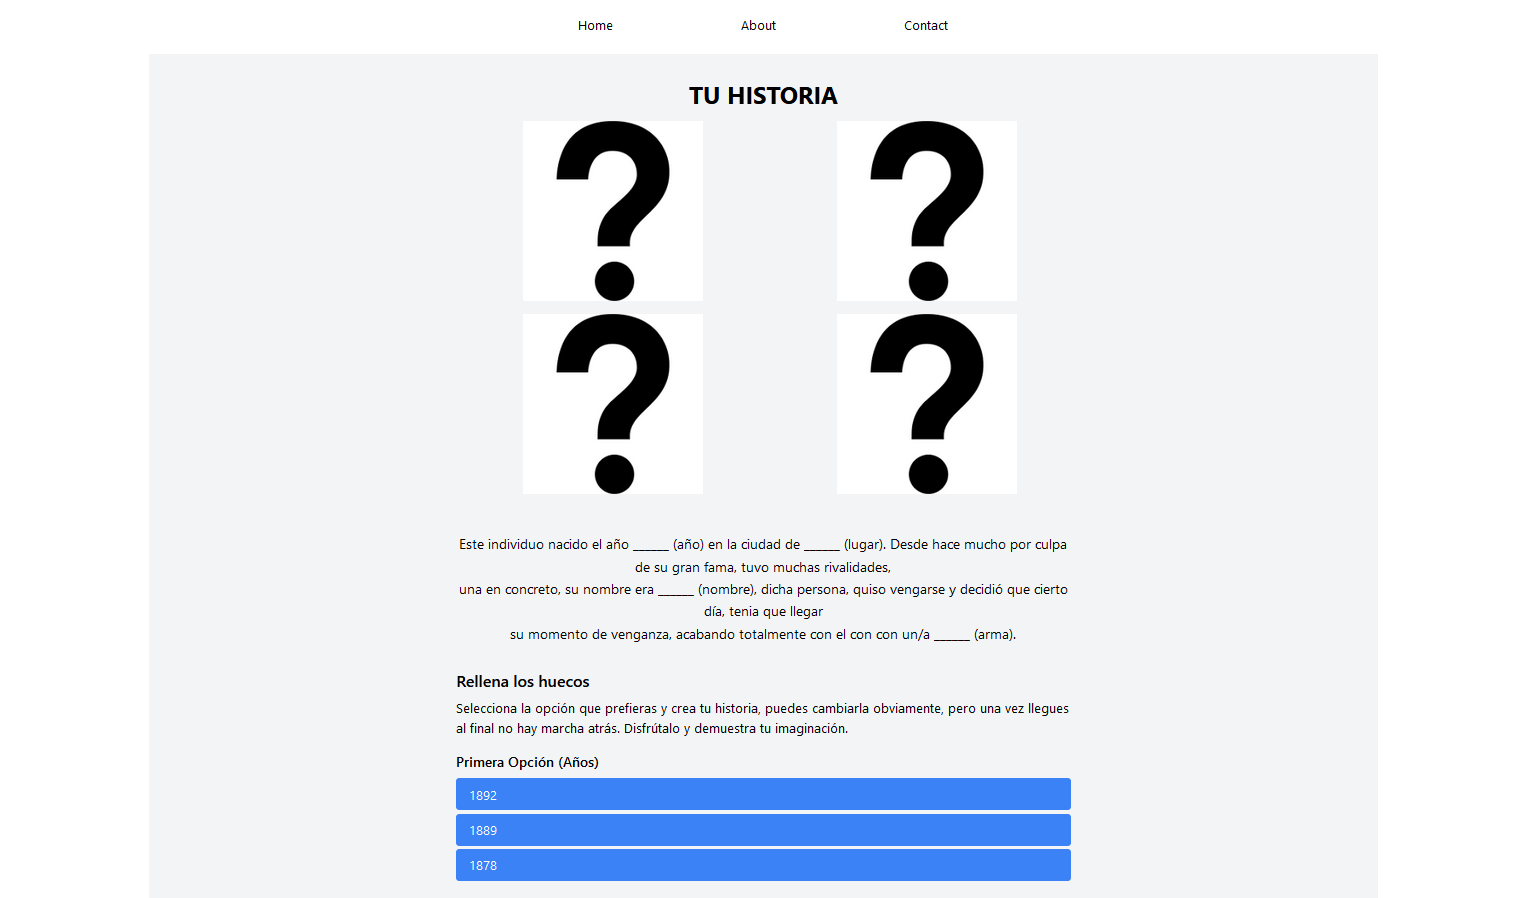 Home About Contact
TU HISTORIA
? ?
? ?
Este individuo nacido el año ______ (año) en la ciudad de ______ (lugar). Desde hace mucho por culpa
de su gran fama, tuvo muchas rivalidades,
una en concreto, su nombre era ______ (nombre), dicha persona, quiso vengarse y decidió que cierto
día, tenia que llegar
su momento de venganza, acabando totalmente con el con con un/a ______ (arma).
Rellena los huecos
Selecciona la opción que prefieras y crea tu historia, puedes cambiarla obviamente, pero una vez llegues
al final no hay marcha atrás. Disfrútalo y demuestra tu imaginación.
Primera Opción (Años)
1892
1889
1878